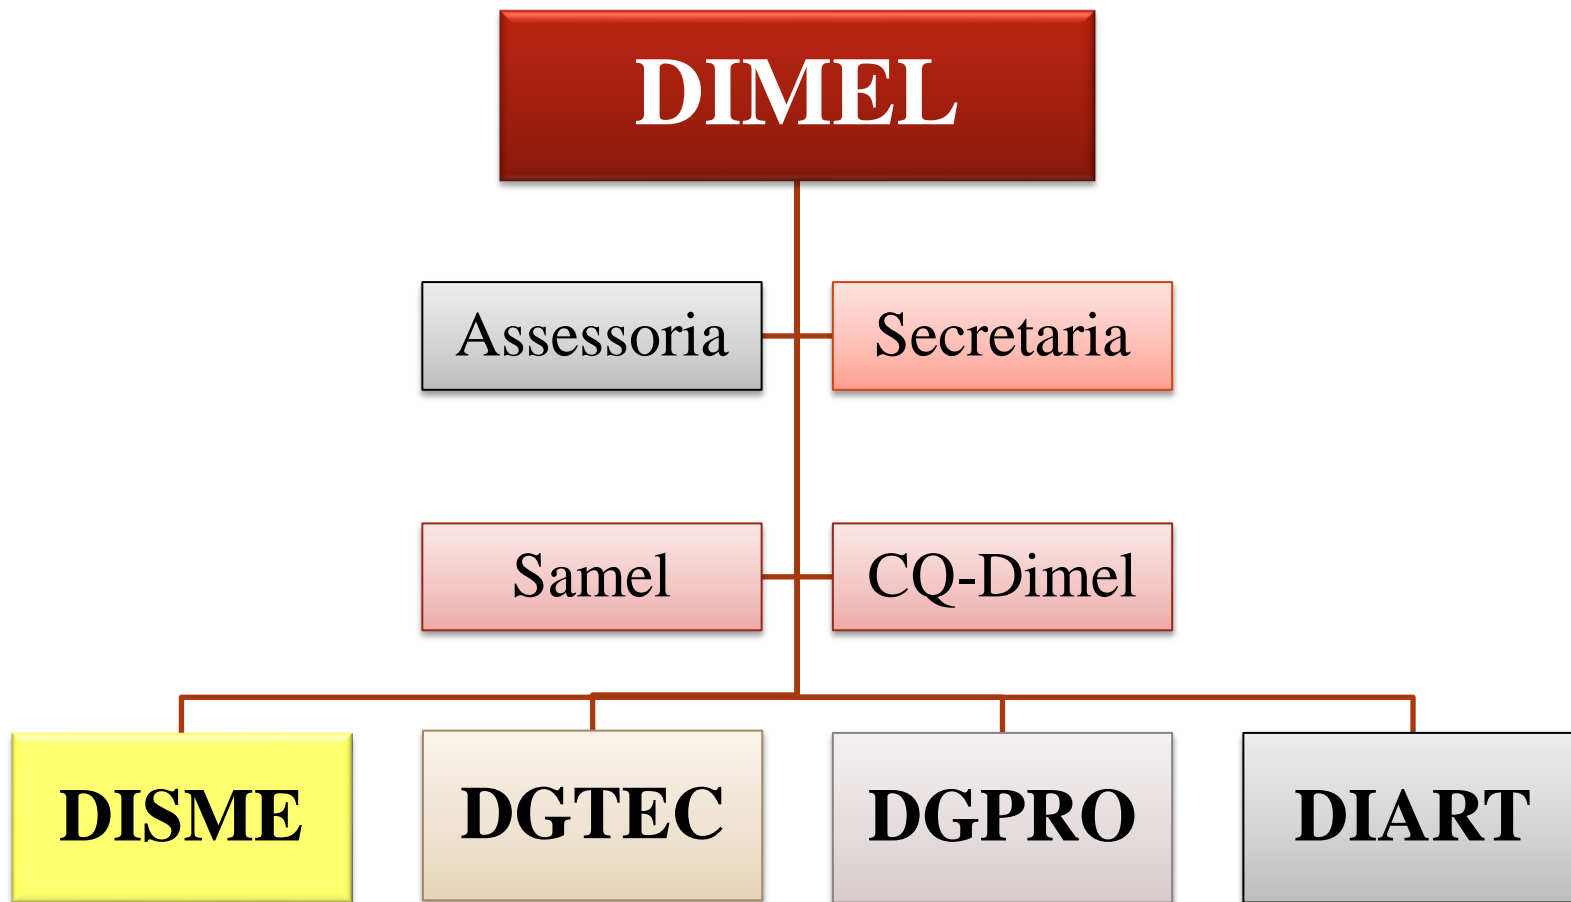 DIMEL
Assessoria
Secretaria
Samel
CQ-Dimel
DISME
DGTEC
DGPRO
DIART